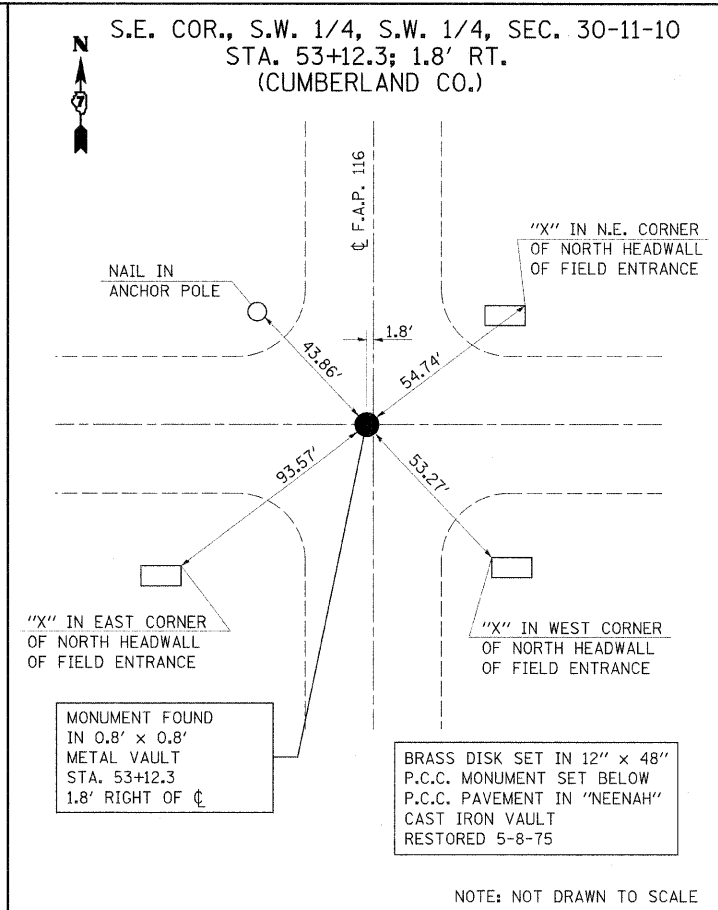 S.E. COR., S.W. 1/4, S.W. 1/4, SEC. 30-11-10
STA. 53+12.3; 1.8' RT.
(CUMBERLAND CO.)
N
7
℄ F.A.P. 116
"X" IN N.E. CORNER
OF NORTH HEADWALL
OF FIELD ENTRANCE
NAIL IN
ANCHOR POLE
1.8'
43.86'
54.74'
93.57'
53.27'
"X" IN EAST CORNER
OF NORTH HEADWALL
OF FIELD ENTRANCE
"X" IN WEST CORNER
OF NORTH HEADWALL
OF FIELD ENTRANCE
MONUMENT FOUND
IN 0.8' x 0.8'
METAL VAULT
STA. 53+12.3
1.8' RIGHT OF ℄
BRASS DISK SET IN 12" x 48"
P.C.C. MONUMENT SET BELOW
P.C.C. PAVEMENT IN "NEENAH"
CAST IRON VAULT
RESTORED 5-8-75
NOTE: NOT DRAWN TO SCALE